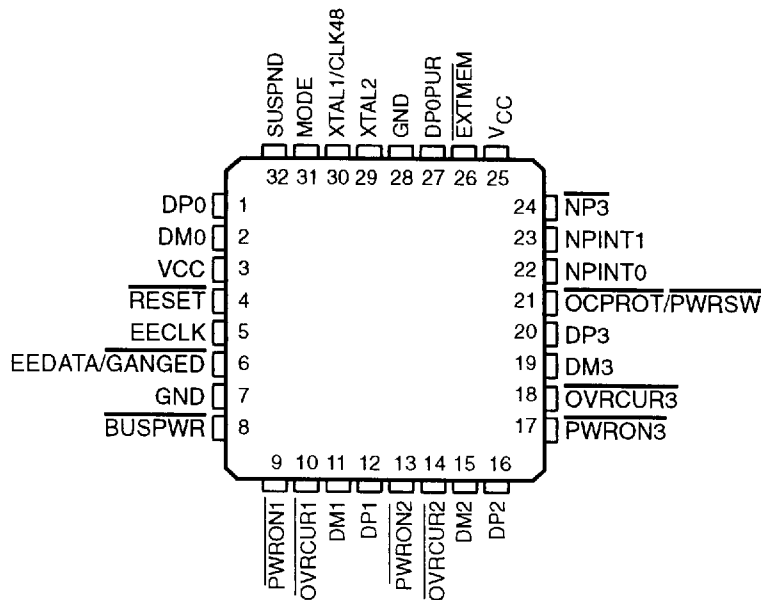 SUSPND
MODE
XTAL1/CLK48
XTAL2
GND
DP0PUR
EXTMEM
VCC
32 31 30 29 28 27 26 25
DP0 1
DM0 2
VCC 3
RESET 4
EECLK 5
EEDATA/GANGED 6
GND 7
BUSPWR 8
24 NP3
23 NPINT1
22 NPINT0
21 OCPROT/PWRSW
20 DP3
19 DM3
18 OVRCUR3
17 PWRON3
9 10 11 12 13 14 15 16
PWRON1
OVRCUR1
DM1
DP1
PWRON2
OVRCUR2
DM2
DP2